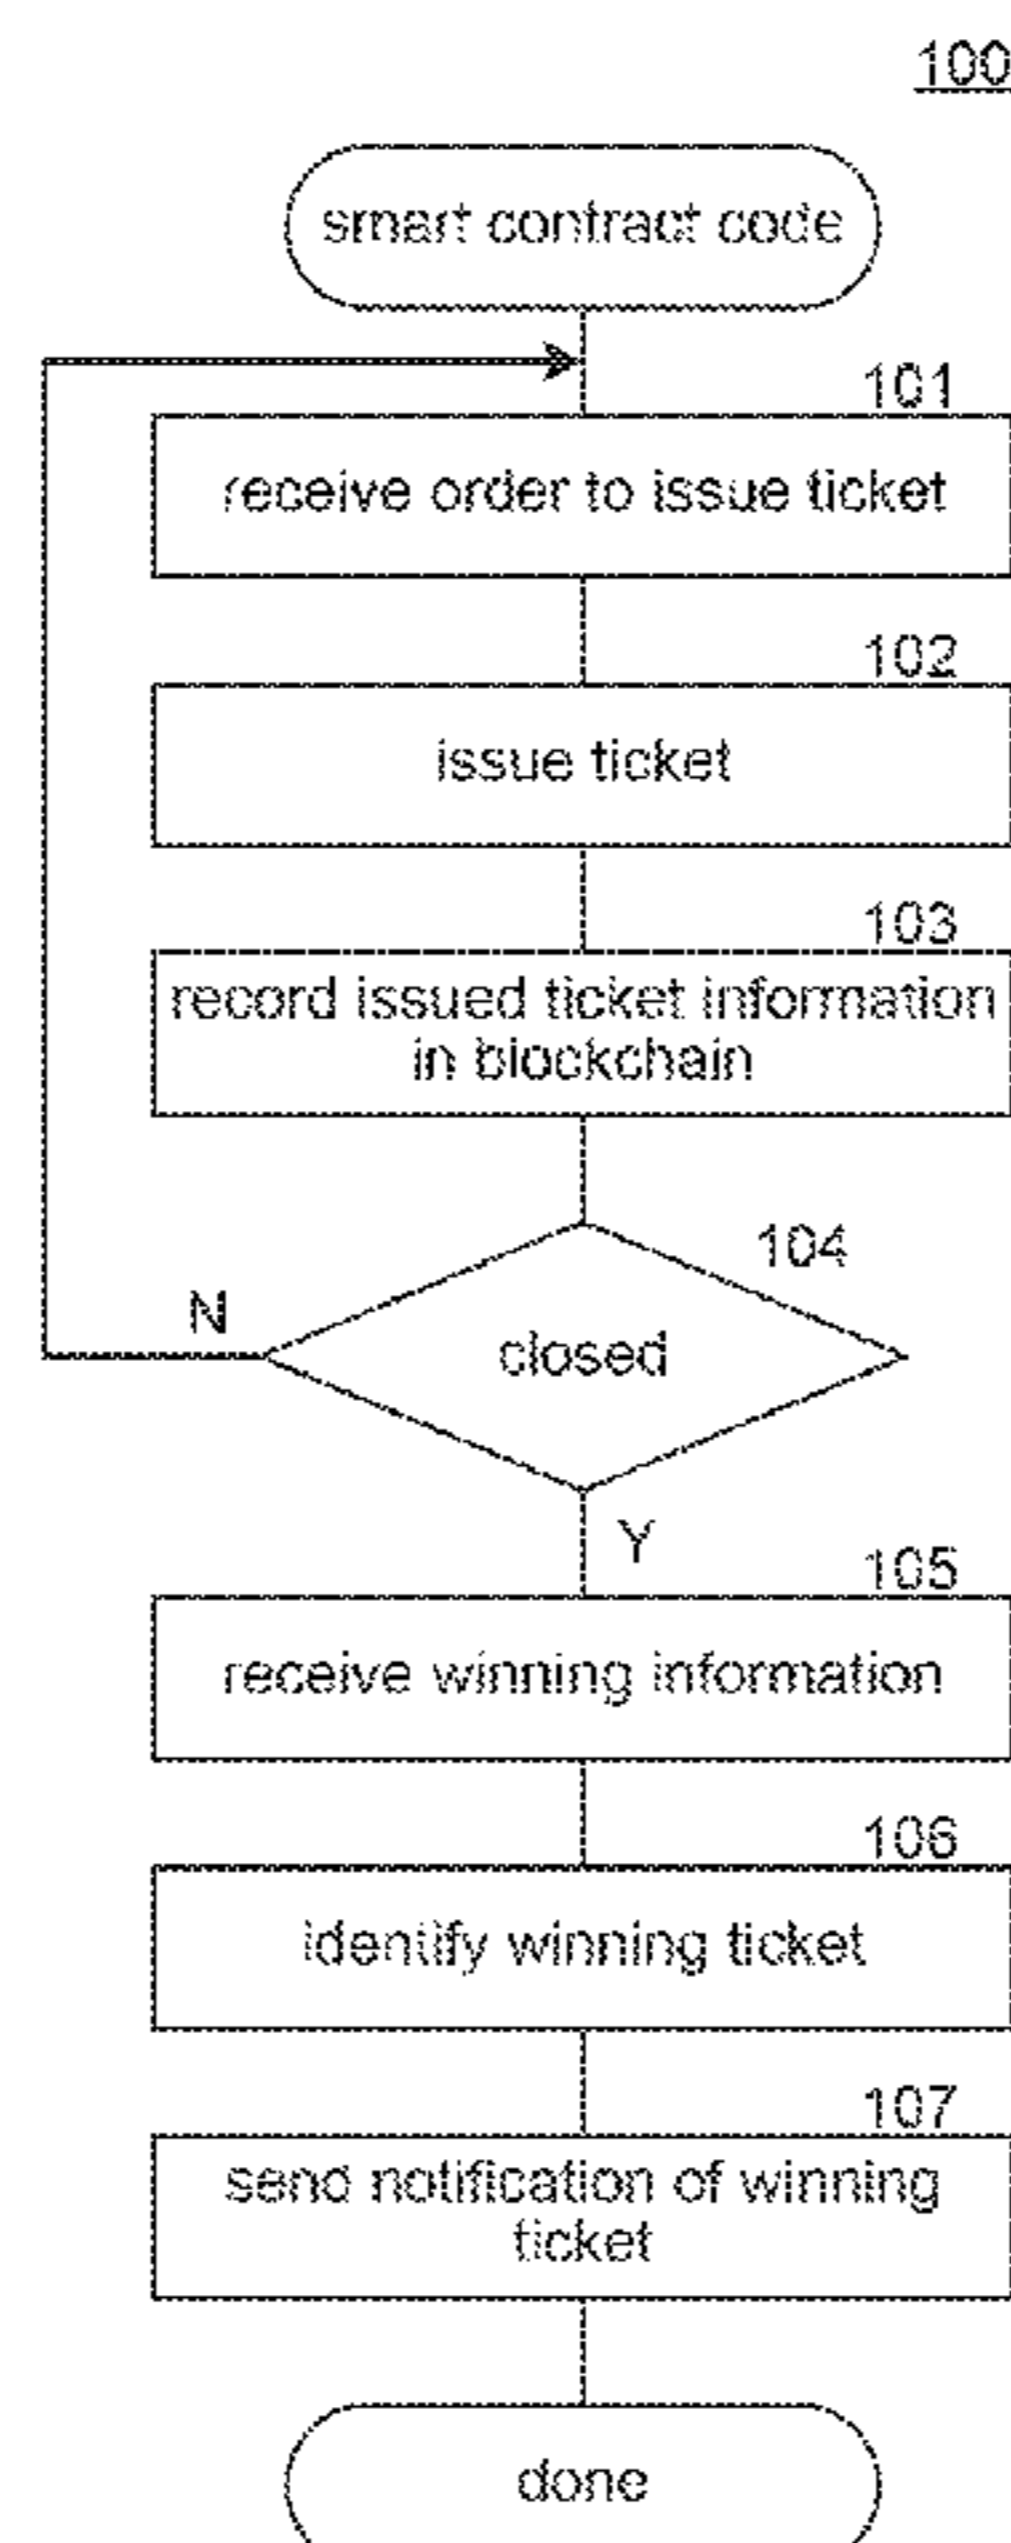 100
smart contract code
101
receive order to issue ticket
102
issue ticket
103
record issued ticket information
in blockchain
104
N
closed
Y
105
receive winning information
106
identify winning ticket
107
send notification of winning
ticket
done